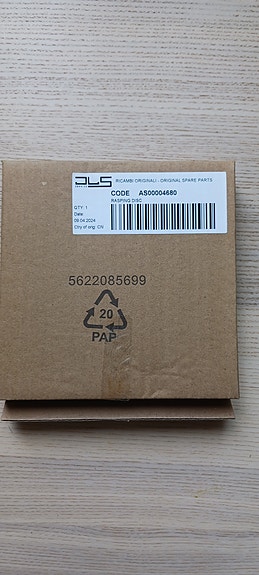 RICAMBI ORIGINALI - ORIGINAL SPARE PARTS
CODE AS00004680
RASPING DISC
QTY: 1
Date:
09.04.2024
Ctry of orig: CN
5622085699
20
PAP